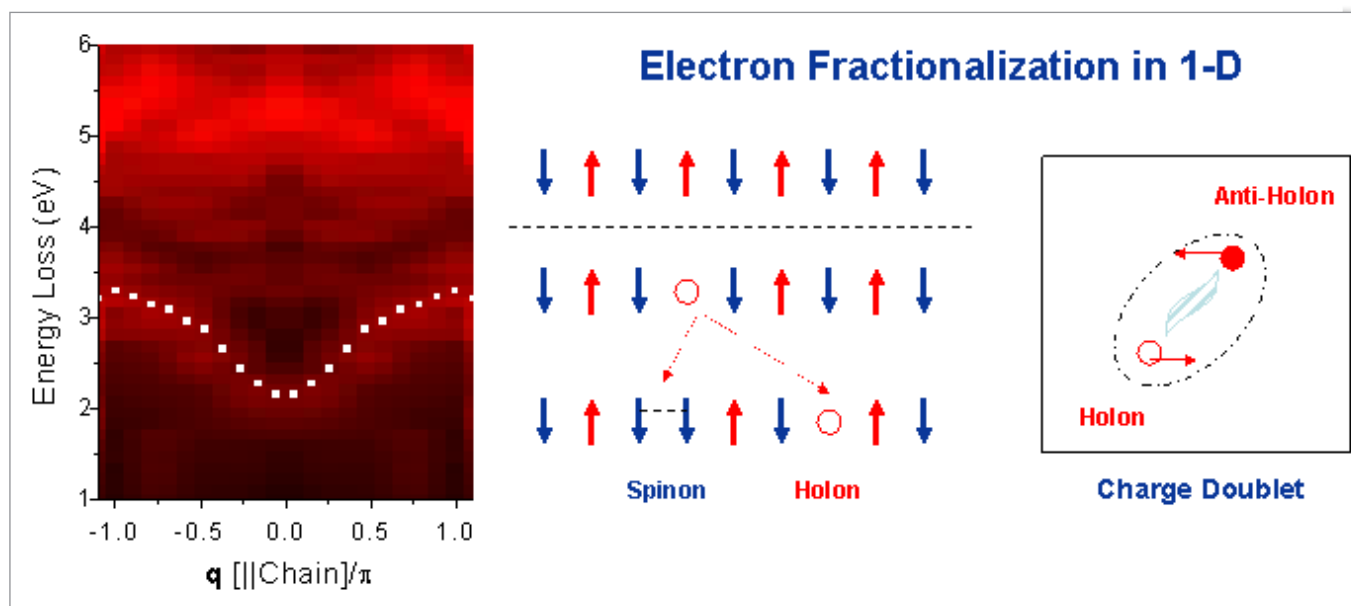 Electron Fractionalization in 1-D
6
5
4
3
2
1
Energy Loss (eV)
-1.0 -0.5 0.0 0.5 1.0
q [||Chain]/π
Spinon
Holon
Anti-Holon
Holon
Charge Doublet